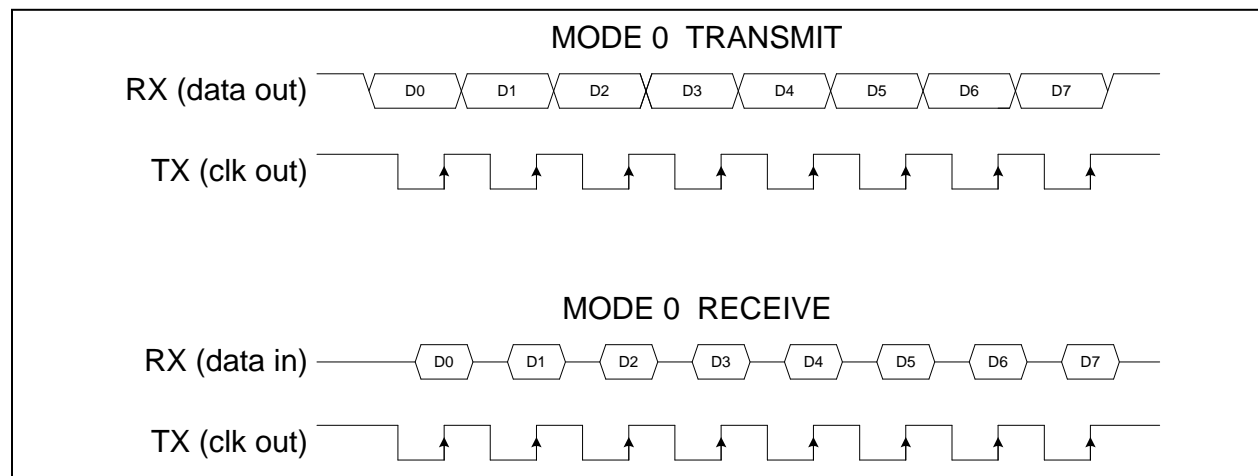 MODE 0 TRANSMIT
RX (data out) D0 D1 D2 D3 D4 D5 D6 D7
TX (clk out)
MODE 0 RECEIVE
RX (data in) D0 D1 D2 D3 D4 D5 D6 D7
TX (clk out)